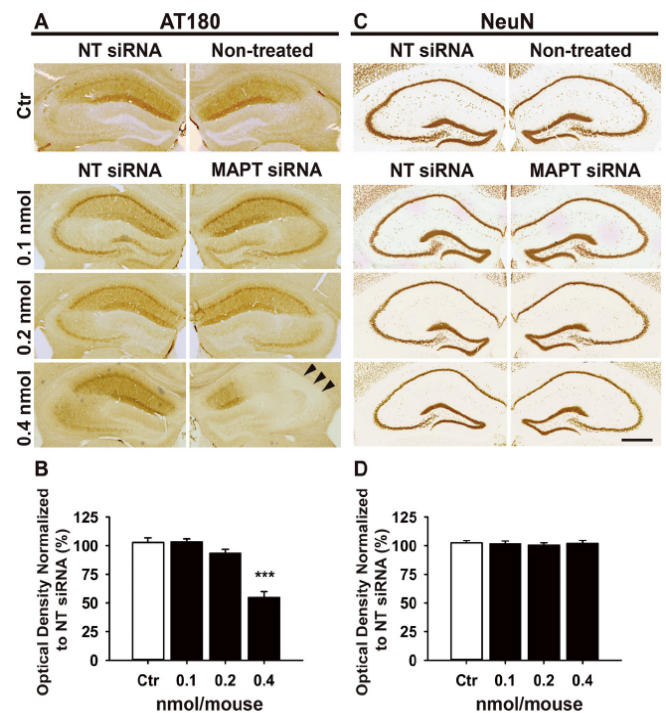 A AT180 C NeuN
NT siRNA Non-treated NT siRNA Non-treated
Ctr
NT siRNA MAPT siRNA NT siRNA MAPT siRNA
0.1 nmol
0.2 nmol
0.4 nmol
B
Optical Density Normalized
to NT siRNA (%)
125
100
75
50
25
0
***
Ctr 0.1 0.2 0.4
nmol/mouse
D
Optical Density Normalized
to NT siRNA (%)
125
100
75
50
25
0
Ctr 0.1 0.2 0.4
nmol/mouse